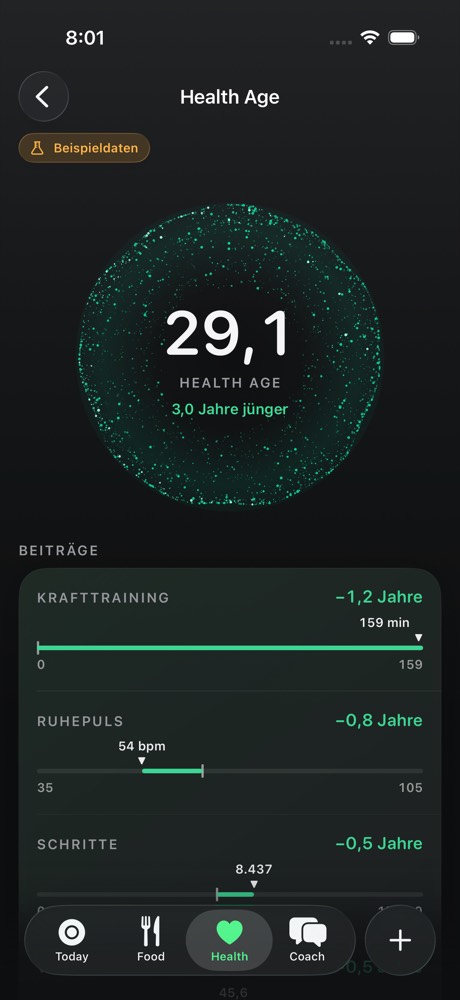 8:01
Health Age
Beispieldaten
29,1
HEALTH AGE
3,0 Jahre jünger
BEITRÄGE
KRAFTTRAINING −1,2 Jahre
159 min
0 159
RUHEPULS −0,8 Jahre
54 bpm
35 105
SCHRITTE −0,5 Jahre
8.437
Today Food Health Coach
45,6